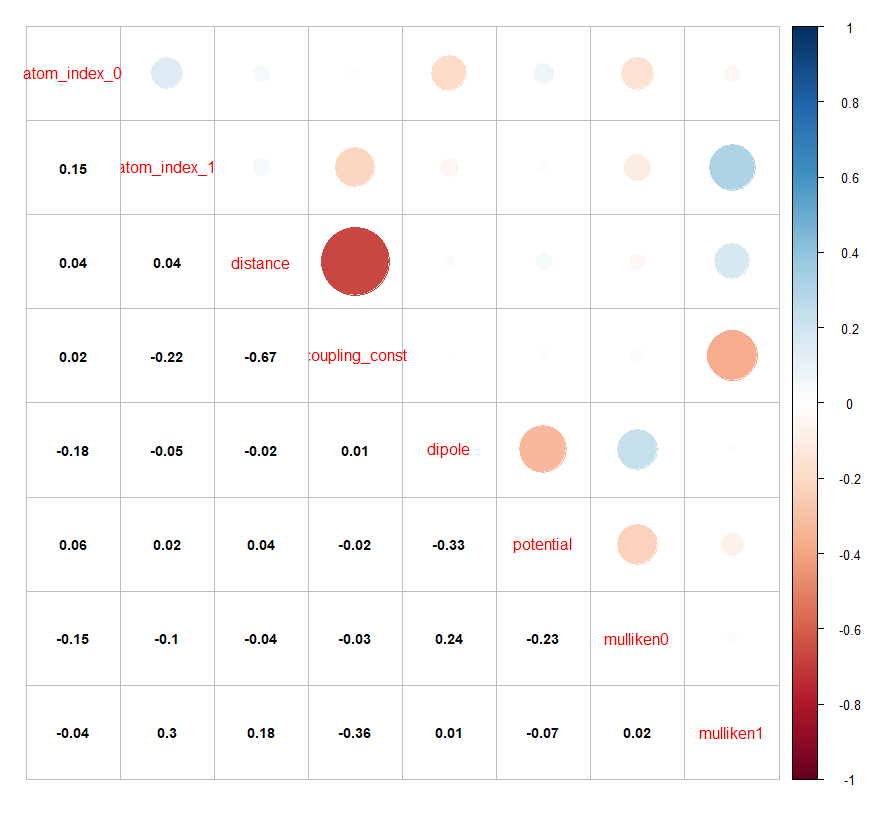 atom_index_0
0.15 atom_index_1
0.04 0.04 distance
0.02 -0.22 -0.67 coupling_const
-0.18 -0.05 -0.02 0.01 dipole
0.06 0.02 0.04 -0.02 -0.33 potential
-0.15 -0.1 -0.04 -0.03 0.24 -0.23 mulliken0
-0.04 0.3 0.18 -0.36 0.01 -0.07 0.02 mulliken1
1
0.8
0.6
0.4
0.2
0
-0.2
-0.4
-0.6
-0.8
-1